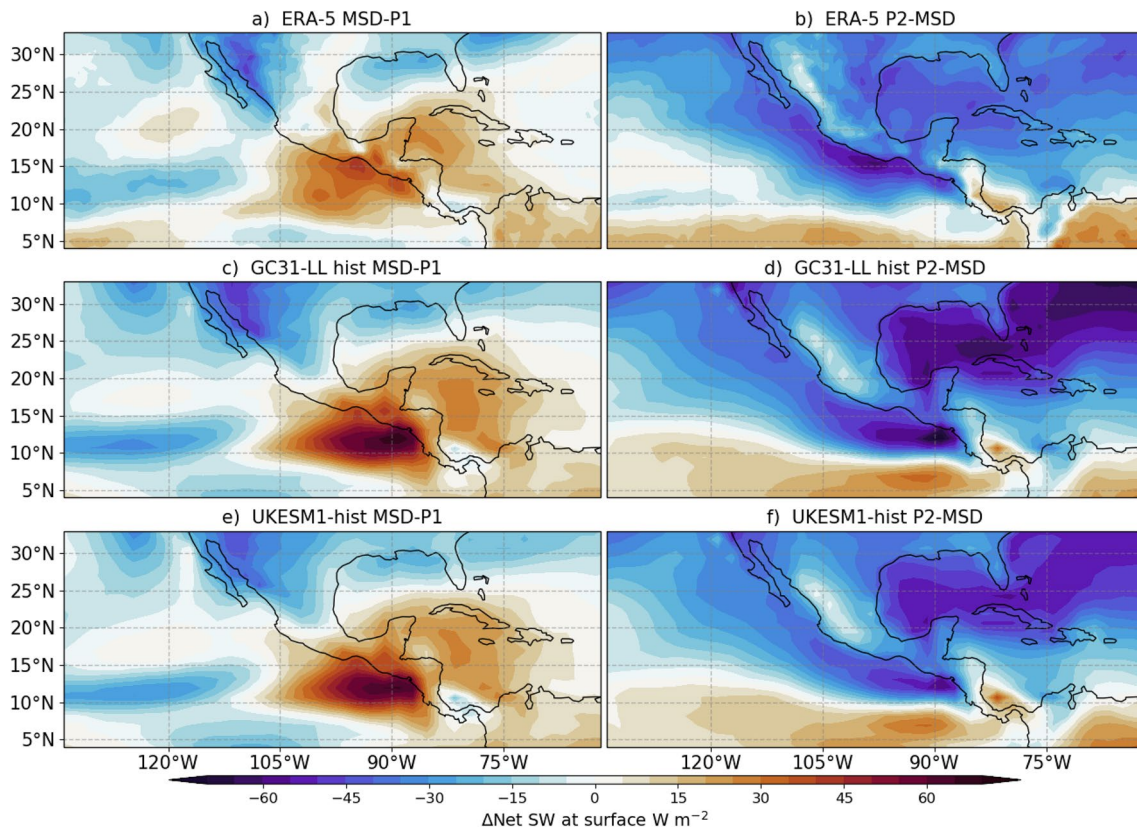 a) ERA-5 MSD-P1
b) ERA-5 P2-MSD
30°N
25°N
20°N
15°N
10°N
5°N
c) GC31-LL hist MSD-P1
d) GC31-LL hist P2-MSD
30°N
25°N
20°N
15°N
10°N
5°N
e) UKESM1-hist MSD-P1
f) UKESM1-hist P2-MSD
30°N
25°N
20°N
15°N
10°N
5°N
120°W 105°W 90°W 75°W 120°W 105°W 90°W 75°W
−60 −45 −30 −15 0 15 30 45 60
ΔNet SW at surface W m⁻²